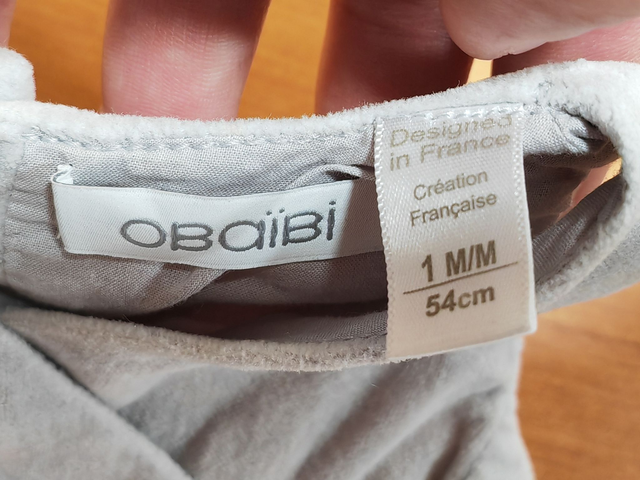 oBaïBi
Designed
in France
Création
Française
1 M/M
54cm